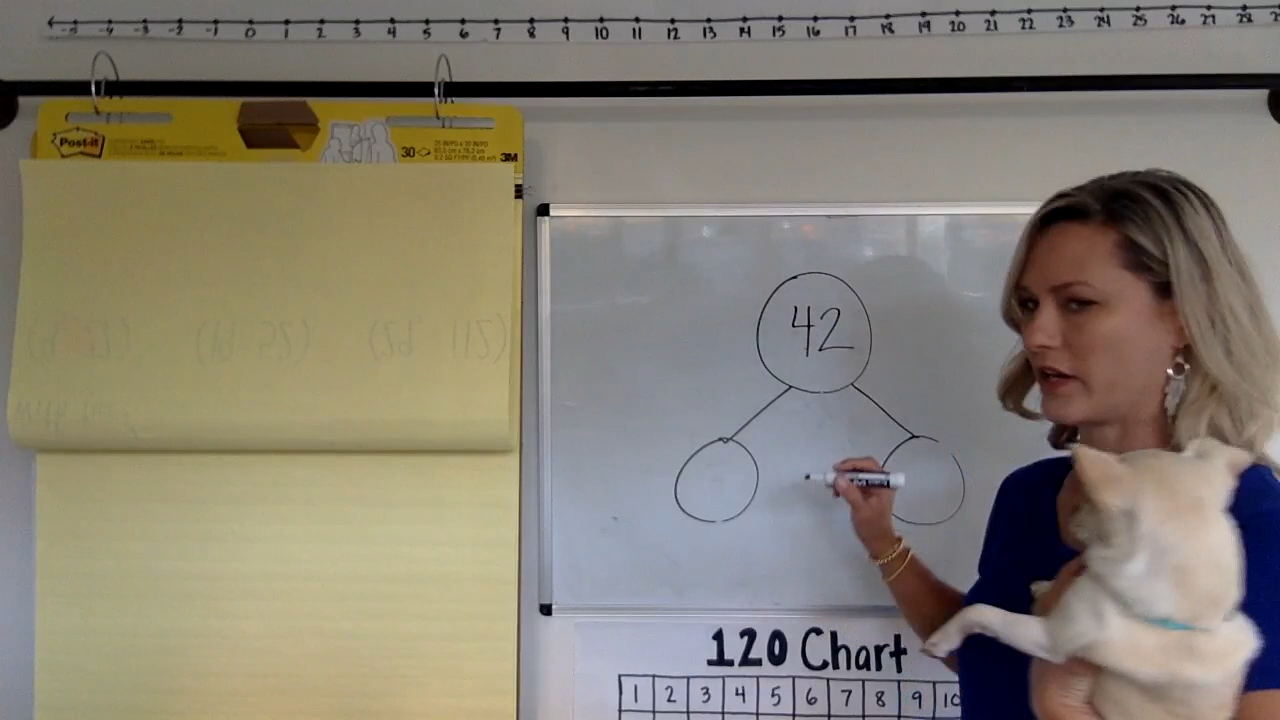 -5 -4 -3 -2 -1 0 1 2 3 4 5 6 7 8 9 10 11 12 13 14 15 16 17 18 19 20 21 22 23 24 25 26 27 28
Post-it
30
3M
42
120 Chart
1 2 3 4 5 6 7 8 9 10